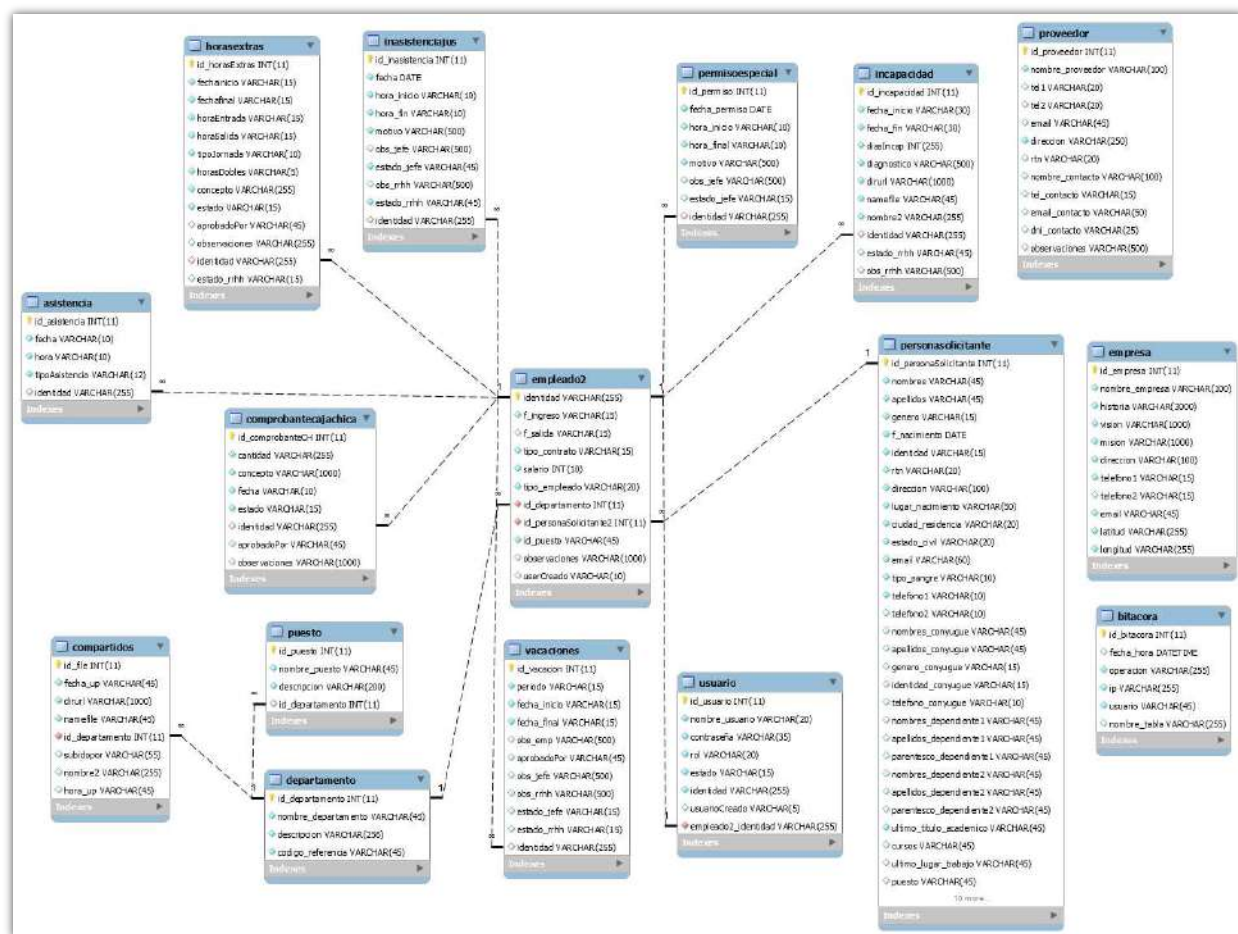 horasextras
id_horasExtras INT(11)
fechainicio VARCHAR(15)
fechafinal VARCHAR(15)
horaEntrada VARCHAR(15)
horaSalida VARCHAR(15)
tipoJornada VARCHAR(10)
horasDobles VARCHAR(5)
concepto VARCHAR(255)
estado VARCHAR(15)
aprobadoPor VARCHAR(45)
observaciones VARCHAR(255)
identidad VARCHAR(255)
estado_rrhh VARCHAR(15)
Indexes
inasistenciajus
id_inasistencia INT(11)
fecha DATE
hora_inicio VARCHAR(10)
hora_fin VARCHAR(10)
motivo VARCHAR(500)
obs_jefe VARCHAR(500)
estado_jefe VARCHAR(45)
obs_rrhh VARCHAR(500)
estado_rrhh VARCHAR(45)
identidad VARCHAR(255)
Indexes
permisoespecial
id_permiso INT(11)
fecha_permiso DATE
hora_inicio VARCHAR(10)
hora_final VARCHAR(10)
motivo VARCHAR(500)
obs_jefe VARCHAR(500)
estado_jefe VARCHAR(15)
identidad VARCHAR(255)
Indexes
incapacidad
id_incapacidad INT(11)
fecha_inicio VARCHAR(30)
fecha_fin VARCHAR(30)
diasIncap INT(255)
diagnostico VARCHAR(500)
dirurl VARCHAR(1000)
namefile VARCHAR(45)
nombre2 VARCHAR(255)
identidad VARCHAR(255)
estado_rrhh VARCHAR(45)
obs_rrhh VARCHAR(500)
Indexes
proveedor
id_proveedor INT(11)
nombre_proveedor VARCHAR(100)
tel1 VARCHAR(20)
tel2 VARCHAR(20)
email VARCHAR(45)
direccion VARCHAR(250)
rtn VARCHAR(20)
nombre_contacto VARCHAR(100)
tel_contacto VARCHAR(15)
email_contacto VARCHAR(50)
dni_contacto VARCHAR(25)
observaciones VARCHAR(500)
Indexes
asistencia
id_asistencia INT(11)
fecha VARCHAR(10)
hora VARCHAR(10)
tipoAsistencia VARCHAR(12)
identidad VARCHAR(255)
Indexes
comprobantecajachica
id_comprobanteCH INT(11)
cantidad VARCHAR(255)
concepto VARCHAR(1000)
fecha VARCHAR(10)
estado VARCHAR(15)
identidad VARCHAR(255)
aprobadoPor VARCHAR(45)
observaciones VARCHAR(1000)
Indexes
empleado2
identidad VARCHAR(255)
f_ingreso VARCHAR(15)
f_salida VARCHAR(15)
tipo_contrato VARCHAR(15)
salario INT(10)
tipo_empleado VARCHAR(20)
id_departamento INT(11)
id_personaSolicitante2 INT(11)
id_puesto VARCHAR(45)
observaciones VARCHAR(1000)
userCreado VARCHAR(10)
Indexes
personasolicitante
id_personaSolicitante INT(11)
nombres VARCHAR(45)
apellidos VARCHAR(45)
genero VARCHAR(15)
f_nacimiento DATE
identidad VARCHAR(15)
rtn VARCHAR(20)
direccion VARCHAR(100)
lugar_nacimiento VARCHAR(50)
ciudad_residencia VARCHAR(20)
estado_civil VARCHAR(20)
email VARCHAR(60)
tipo_sangre VARCHAR(10)
telefono1 VARCHAR(10)
telefono2 VARCHAR(10)
nombres_conyugue VARCHAR(45)
apellidos_conyugue VARCHAR(45)
genero_conyugue VARCHAR(15)
identidad_conyugue VARCHAR(15)
telefono_conyugue VARCHAR(10)
nombres_dependiente1 VARCHAR(45)
apellidos_dependiente1 VARCHAR(45)
parentesco_dependiente1 VARCHAR(45)
nombres_dependiente2 VARCHAR(45)
apellidos_dependiente2 VARCHAR(45)
parentesco_dependiente2 VARCHAR(45)
ultimo_titulo_academico VARCHAR(45)
cursos VARCHAR(45)
ultimo_lugar_trabajo VARCHAR(45)
puesto VARCHAR(45)
10 more...
Indexes
empresa
id_empresa INT(11)
nombre_empresa VARCHAR(200)
historia VARCHAR(3000)
vision VARCHAR(1000)
mision VARCHAR(1000)
direccion VARCHAR(100)
telefono1 VARCHAR(15)
telefono2 VARCHAR(15)
email VARCHAR(45)
latitud VARCHAR(255)
longitud VARCHAR(255)
Indexes
bitacora
id_bitacora INT(11)
fecha_hora DATETIME
operacion VARCHAR(255)
ip VARCHAR(255)
usuario VARCHAR(45)
nombre_tabla VARCHAR(255)
Indexes
compartidos
id_file INT(11)
fecha_up VARCHAR(45)
dirurl VARCHAR(1000)
namefile VARCHAR(45)
id_departamento INT(11)
subidopor VARCHAR(55)
nombre2 VARCHAR(255)
hora_up VARCHAR(45)
Indexes
puesto
id_puesto INT(11)
nombre_puesto VARCHAR(45)
descripcion VARCHAR(200)
id_departamento INT(11)
Indexes
departamento
id_departamento INT(11)
nombre_departamento VARCHAR(45)
descripcion VARCHAR(256)
codigo_referencia VARCHAR(45)
Indexes
vacaciones
id_vacacion INT(11)
periodo VARCHAR(15)
fecha_inicio VARCHAR(15)
fecha_final VARCHAR(15)
obs_emp VARCHAR(500)
aprobadoPor VARCHAR(45)
obs_jefe VARCHAR(500)
obs_rrhh VARCHAR(500)
estado_jefe VARCHAR(15)
estado_rrhh VARCHAR(15)
identidad VARCHAR(255)
Indexes
usuario
id_usuario INT(11)
nombre_usuario VARCHAR(20)
contraseña VARCHAR(35)
rol VARCHAR(20)
estado VARCHAR(15)
identidad VARCHAR(255)
usuarioCreado VARCHAR(5)
empleado2_identidad VARCHAR(255)
Indexes